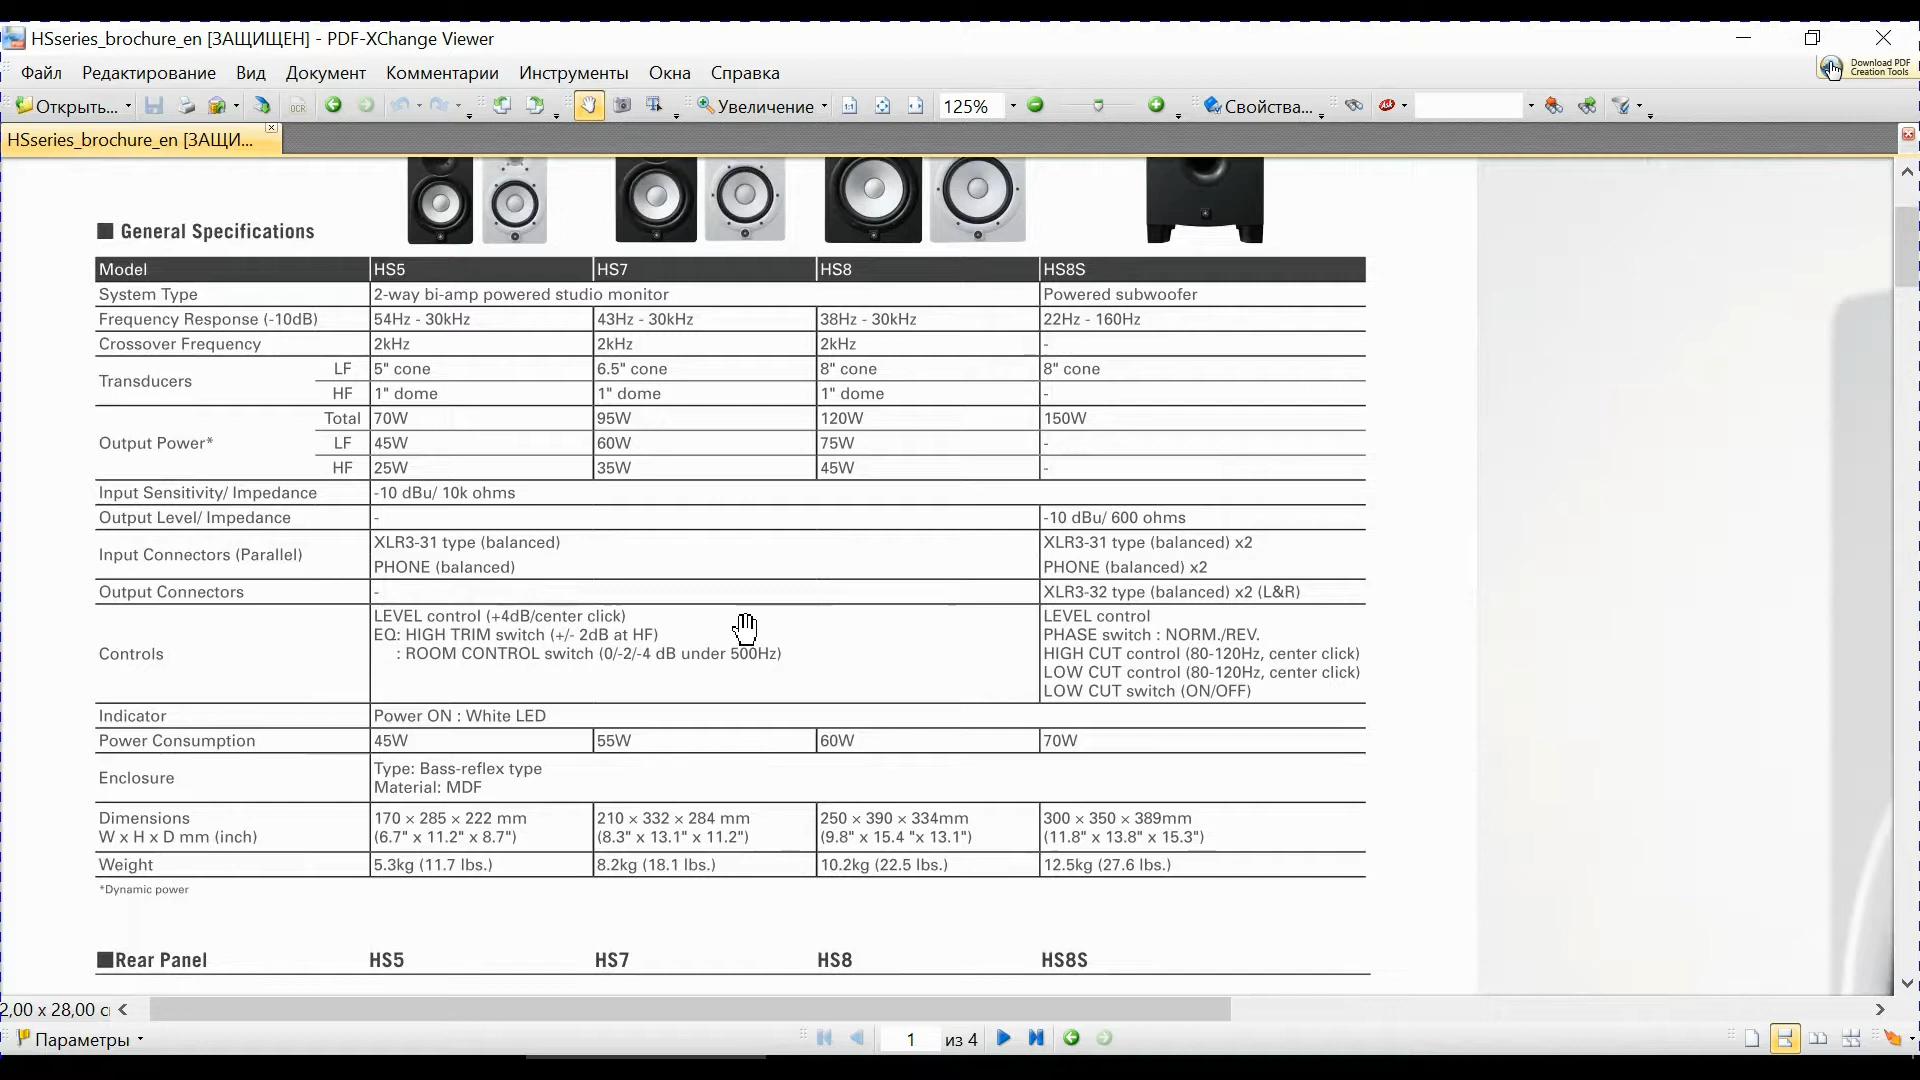 HSseries_brochure_en [ЗАЩИЩЕН] - PDF-XChange Viewer
Файл Редактирование Вид Документ Комментарии Инструменты Окна Справка
Download PDF
Creation Tools
Открыть... OCR Увеличение 125% Свойства...
HSseries_brochure_en [ЗАЩИ...
General Specifications
Model HS5 HS7 HS8 HS8S
System Type 2-way bi-amp powered studio monitor Powered subwoofer
Frequency Response (-10dB) 54Hz - 30kHz 43Hz - 30kHz 38Hz - 30kHz 22Hz - 160Hz
Crossover Frequency 2kHz 2kHz 2kHz -
Transducers
LF 5" cone 6.5" cone 8" cone 8" cone
HF 1" dome 1" dome 1" dome -
Output Power*
Total 70W 95W 120W 150W
LF 45W 60W 75W -
HF 25W 35W 45W -
Input Sensitivity/ Impedance -10 dBu/ 10k ohms
Output Level/ Impedance - -10 dBu/ 600 ohms
Input Connectors (Parallel)
XLR3-31 type (balanced) XLR3-31 type (balanced) x2
PHONE (balanced) PHONE (balanced) x2
Output Connectors - XLR3-32 type (balanced) x2 (L&R)
Controls
LEVEL control (+4dB/center click)
EQ: HIGH TRIM switch (+/- 2dB at HF)
: ROOM CONTROL switch (0/-2/-4 dB under 500Hz)
LEVEL control
PHASE switch : NORM./REV.
HIGH CUT control (80-120Hz, center click)
LOW CUT control (80-120Hz, center click)
LOW CUT switch (ON/OFF)
Indicator Power ON : White LED
Power Consumption 45W 55W 60W 70W
Enclosure
Type: Bass-reflex type
Material: MDF
Dimensions 170 × 285 × 222 mm 210 × 332 × 284 mm 250 × 390 × 334mm 300 × 350 × 389mm
W x H x D mm (inch) (6.7" x 11.2" x 8.7") (8.3" x 13.1" x 11.2") (9.8" x 15.4 "x 13.1") (11.8" x 13.8" x 15.3")
Weight 5.3kg (11.7 lbs.) 8.2kg (18.1 lbs.) 10.2kg (22.5 lbs.) 12.5kg (27.6 lbs.)
*Dynamic power
Rear Panel HS5 HS7 HS8 HS8S
2,00 x 28,00 c
Параметры 1 из 4